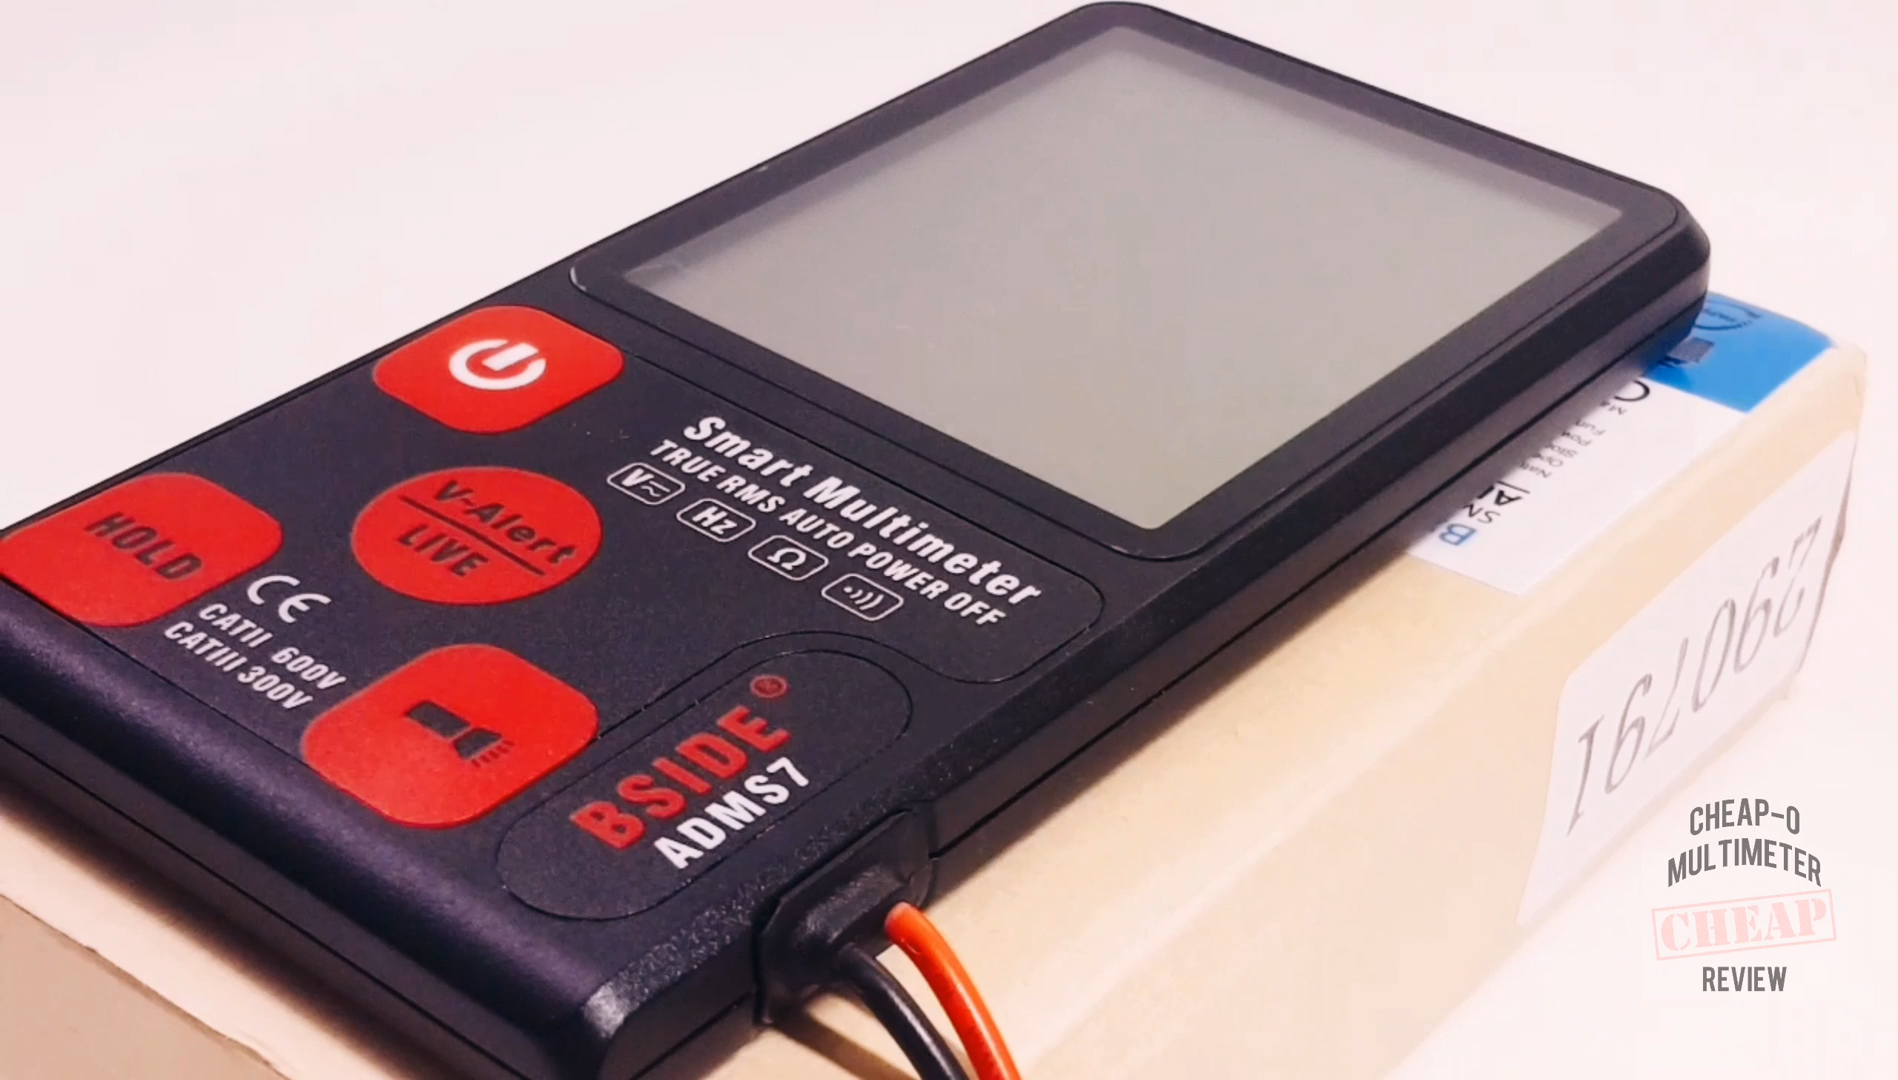 Smart Multimeter
TRUE RMS AUTO POWER OFF
V Hz Ω
V~Alert
LIVE
HOLD
CE
CATII 600V
CATIII 300V
BSIDE®
ADMS7
2907791
CHEAP-O
MULTIMETER
CHEAP
REVIEW